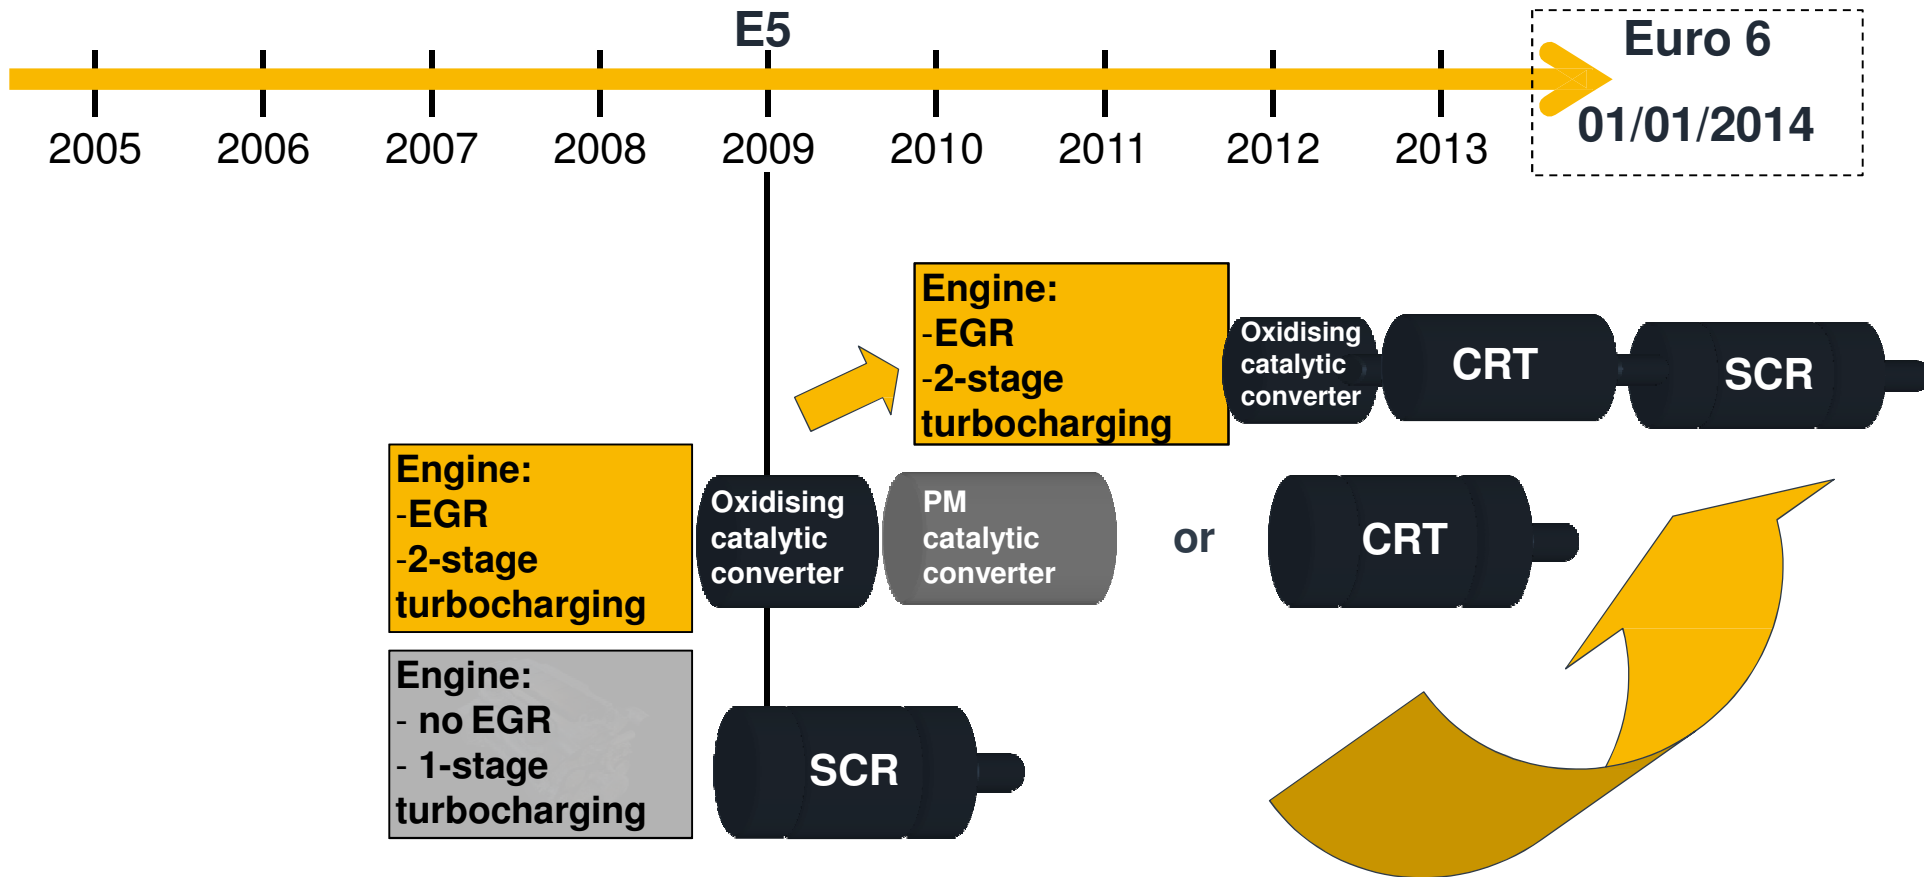 E5
Euro 6
01/01/2014
2005 2006 2007 2008 2009 2010 2011 2012 2013
Engine:
-EGR
-2-stage
turbocharging
Oxidising
catalytic
converter
CRT
SCR
Engine:
-EGR
-2-stage
turbocharging
Oxidising
catalytic
converter
PM
catalytic
converter
or
CRT
Engine:
- no EGR
- 1-stage
turbocharging
SCR